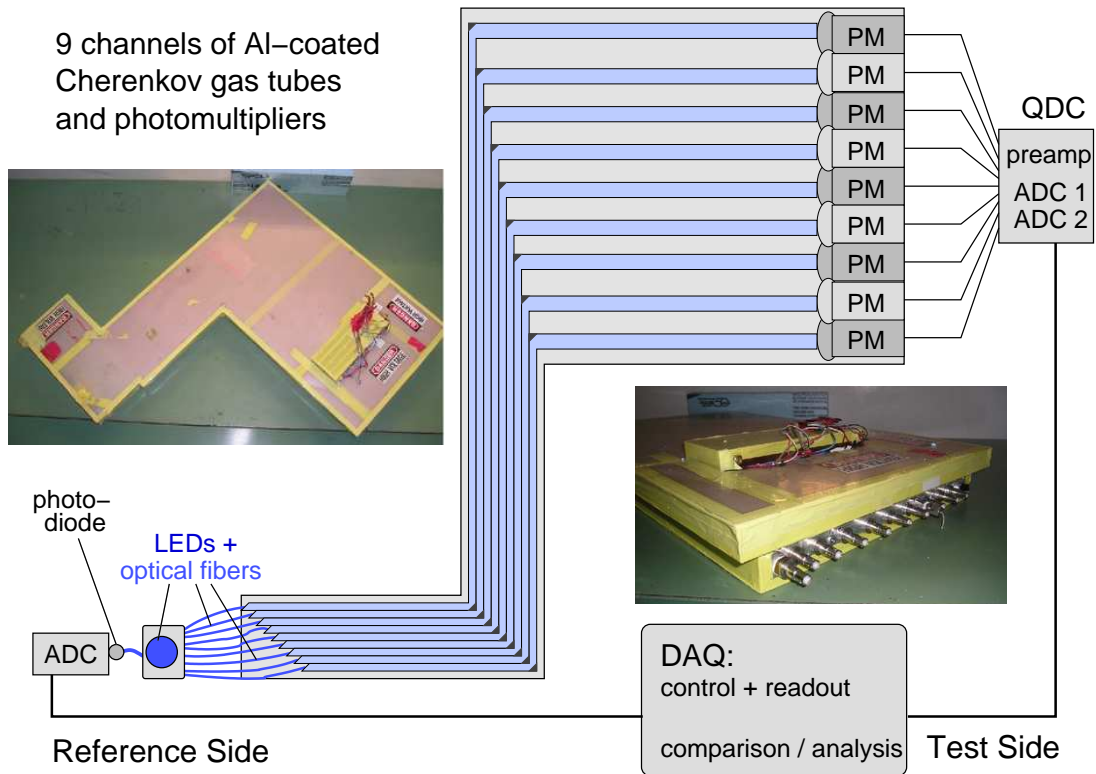 9 channels of Al−coated
Cherenkov gas tubes
and photomultipliers
PM
PM
PM
PM
PM
PM
PM
PM
PM
QDC
preamp
ADC 1
ADC 2
photo−
diode
LEDs +
optical fibers
ADC
DAQ:
control + readout
comparison / analysis
Reference Side
Test Side